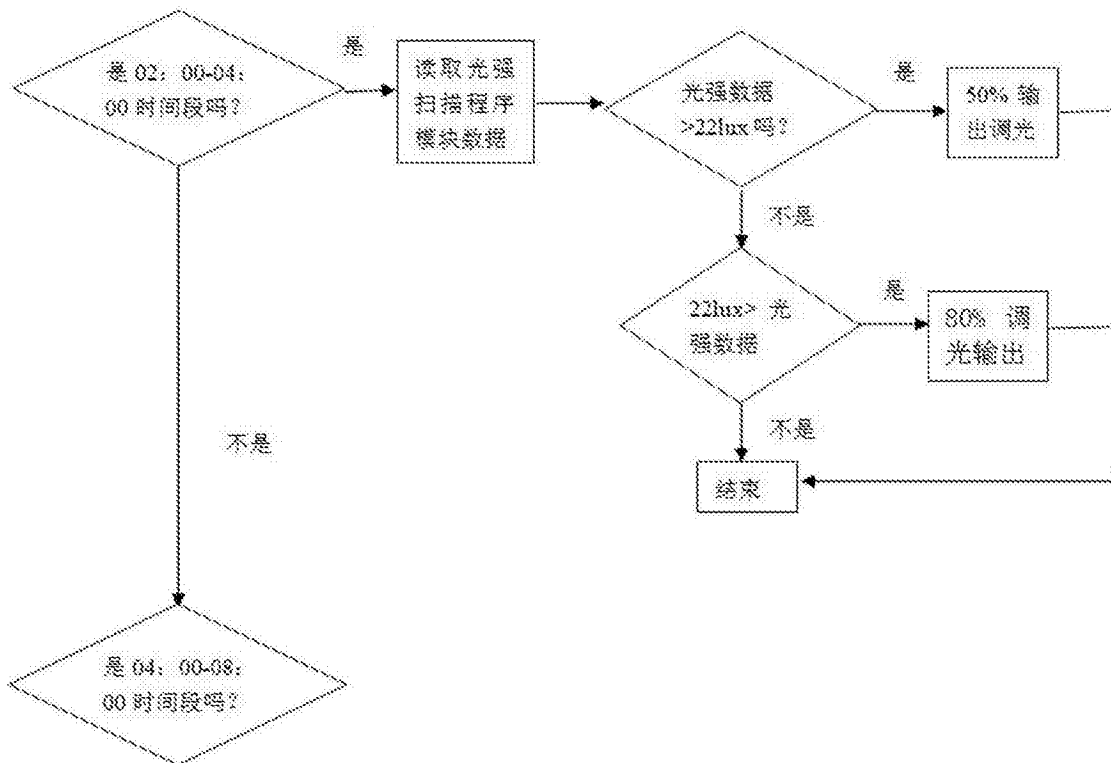 是 02：00-04：
00 时间段吗？
是
读取光强
扫描程序
模块数据
光强数据
>22lux 吗？
是
50% 输
出调光
不是
22lux> 光
强数据
是
80% 调
光输出
不是
结束
不是
是 04：00-08：
00 时间段吗？